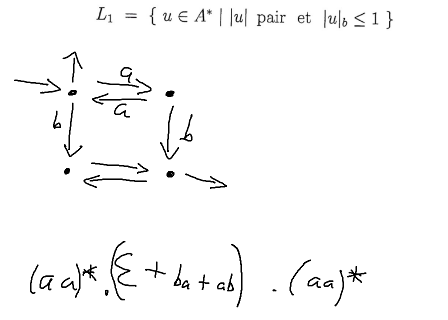 L₁ = { u ∈ A* | |u| pair et |u|_b ≤ 1 }
a
a
b
b
(aa)*.(Ɛ + ba + ab) . (aa)*